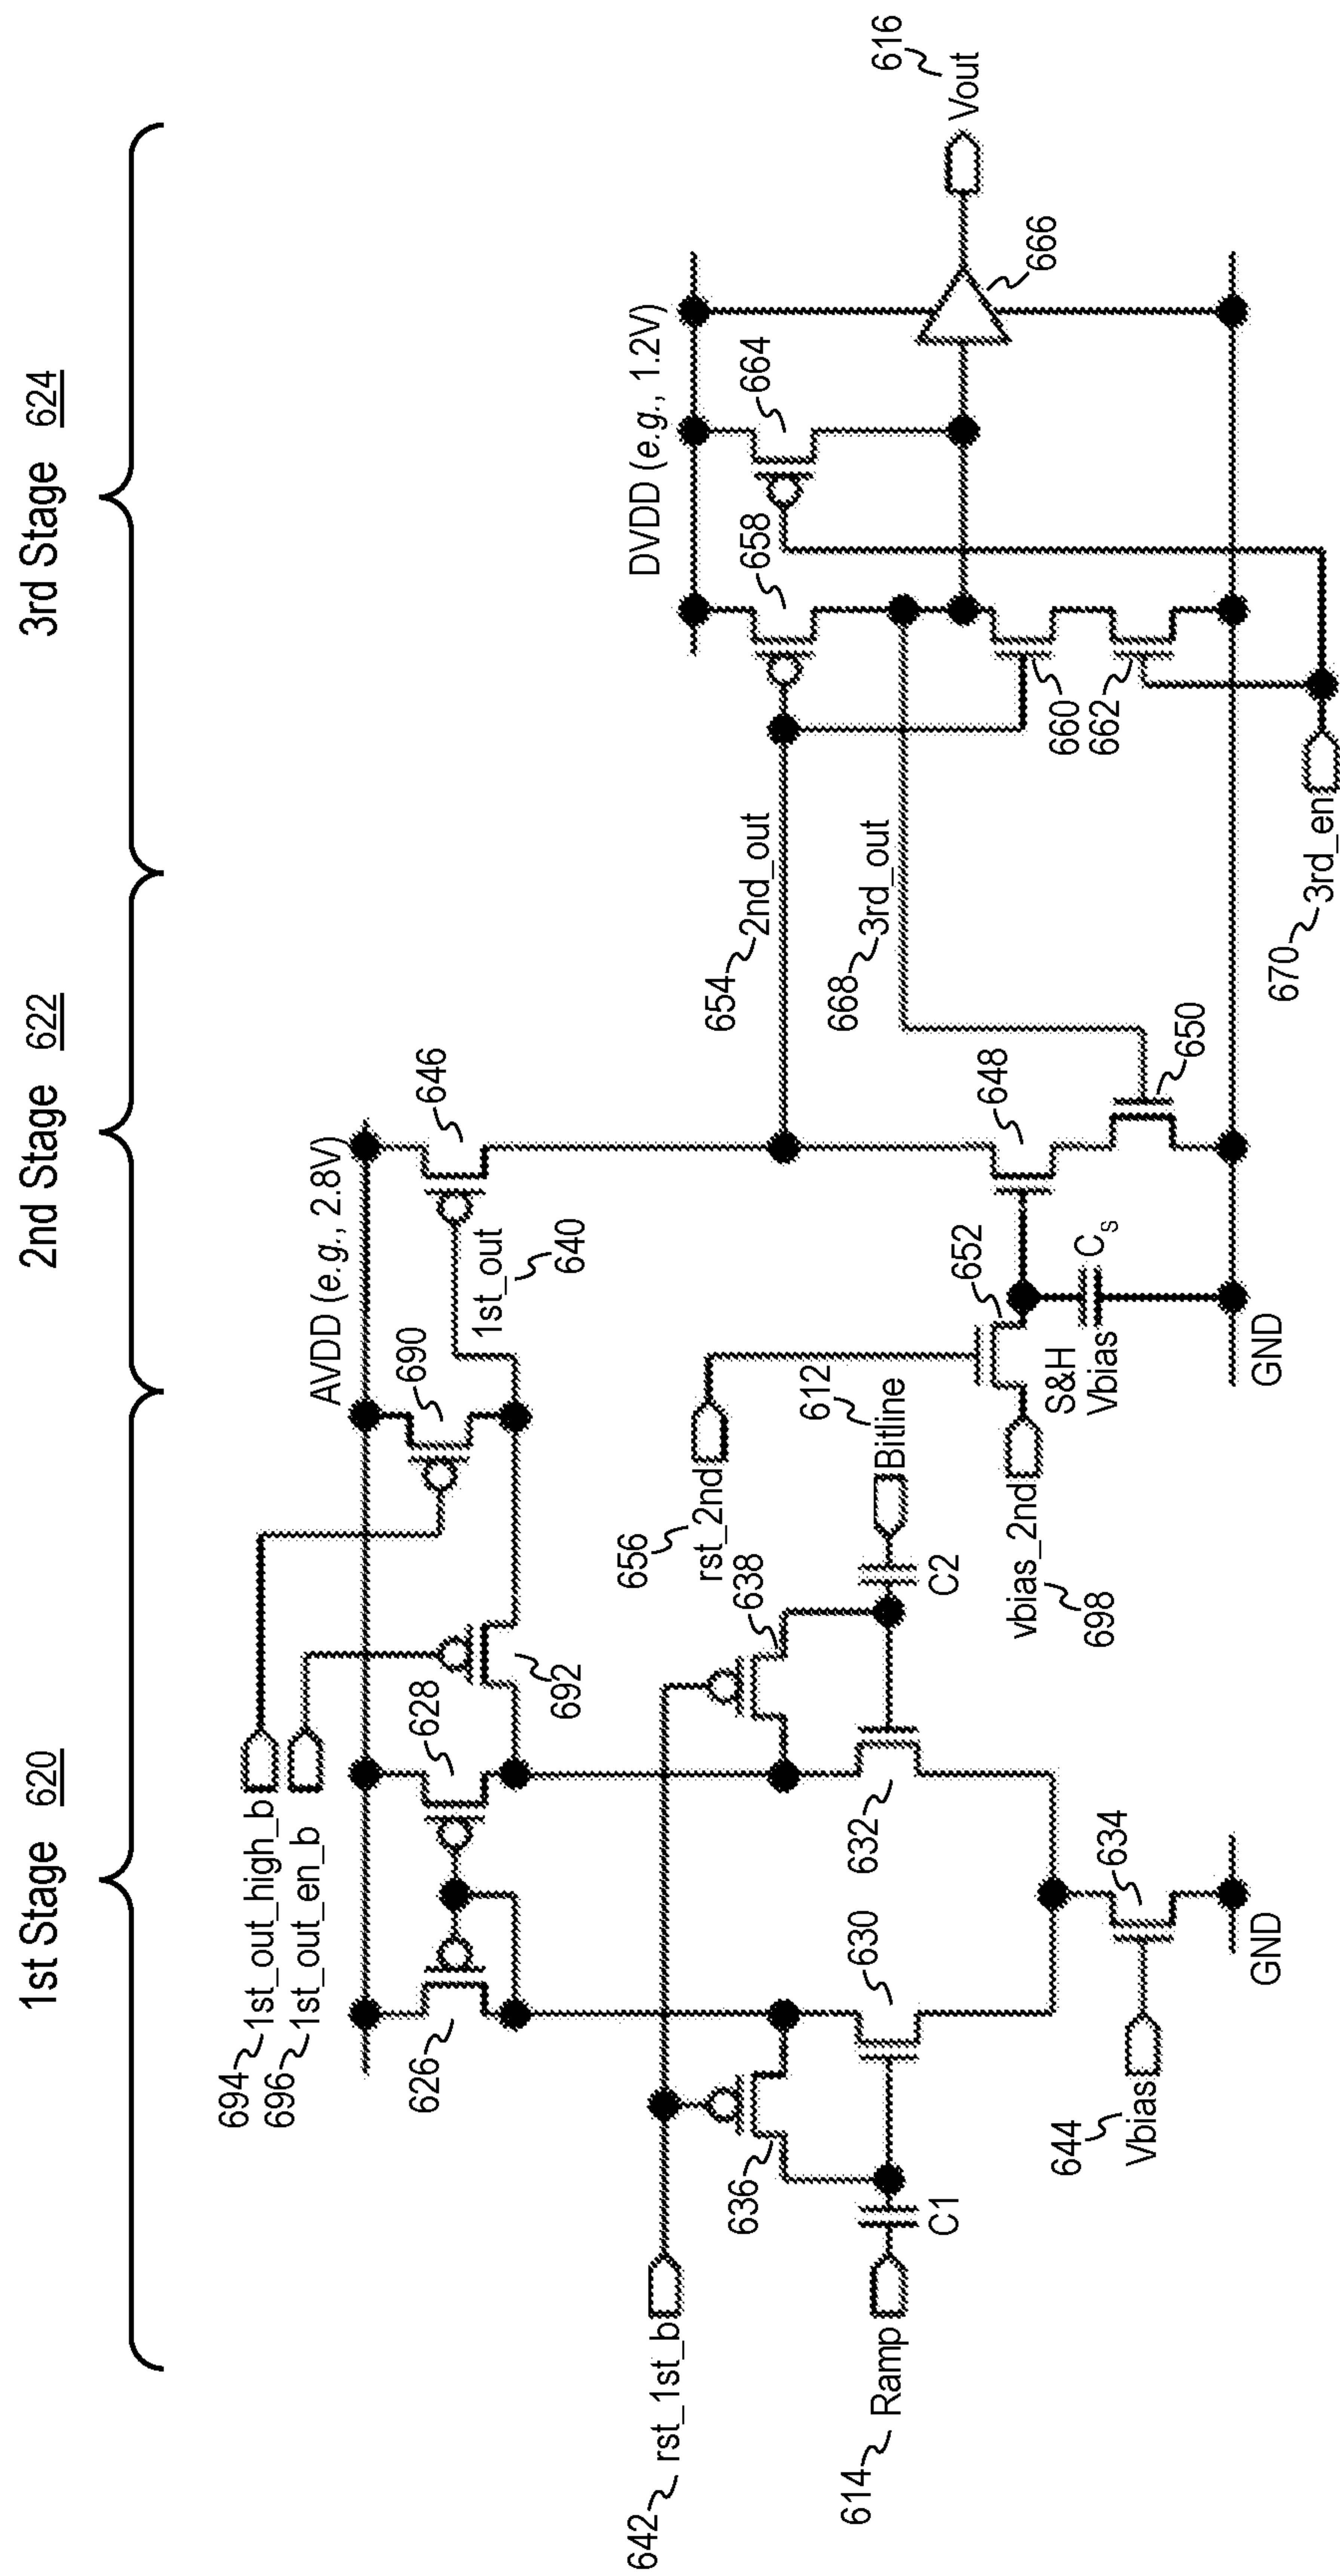 1st Stage 620
2nd Stage 622
3rd Stage 624
694 1st_out_high_b
696 1st_out_en_b
AVDD (e.g., 2.8V)
626
628
692
690
1st_out
640
646
642 rst_1st_b
636
638
656
rst_2nd
654 2nd_out
DVDD (e.g., 1.2V)
658
664
614 Ramp
C1
630
632
C2
612
Bitline
668 3rd_out
666
616
Vout
644
Vbias
634
GND
vbias_2nd
698
652
S&H
Vbias
Cs
648
650
GND
660
662
670 3rd_en